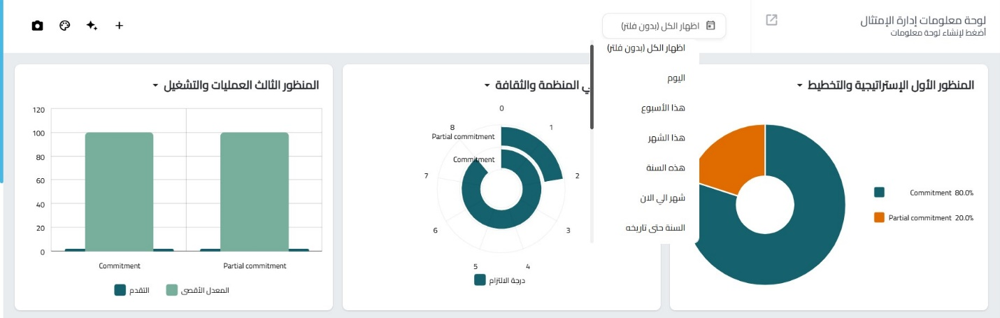 لوحة معلومات إدارة الإمتثال
أضغط لإنشاء لوحة معلومات
اظهار الكل (بدون فلتر)
اظهار الكل (بدون فلتر)
اليوم
هذا الأسبوع
هذا الشهر
هذه السنة
شهر الي الان
السنة حتى تاريخه
المنظور الأول الإستراتيجية والتخطيط
Commitment 80.0%
Partial commitment 20.0%
المنظمة والثقافة
0
1
2
3
4
5
6
7
8
Partial commitment
Commitment
درجة الالتزام
المنظور الثالث العمليات والتشغيل
120
100
80
60
40
20
0
Commitment
Partial commitment
التقدم
المعدل الأقصى